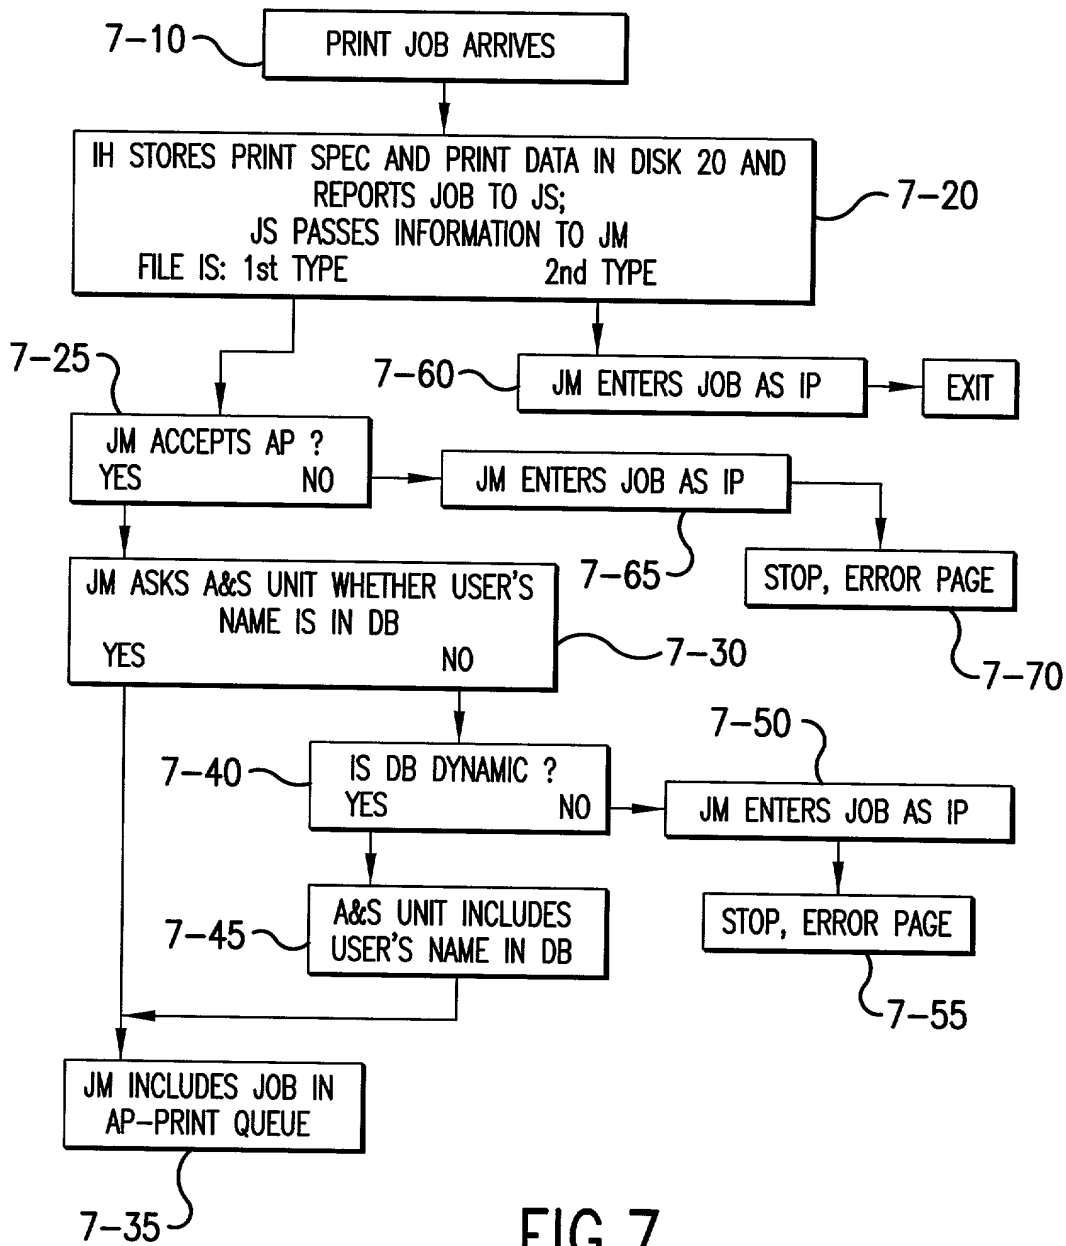 7-10
PRINT JOB ARRIVES
IH STORES PRINT SPEC AND PRINT DATA IN DISK 20 AND
REPORTS JOB TO JS;
JS PASSES INFORMATION TO JM
FILE IS: 1st TYPE 2nd TYPE
7-20
7-25
7-60
JM ENTERS JOB AS IP
EXIT
JM ACCEPTS AP ?
YES NO
JM ENTERS JOB AS IP
7-65
STOP, ERROR PAGE
7-70
JM ASKS A&S UNIT WHETHER USER'S
NAME IS IN DB
YES NO
7-30
7-40
IS DB DYNAMIC ?
YES NO
7-50
JM ENTERS JOB AS IP
7-45
A&S UNIT INCLUDES
USER'S NAME IN DB
STOP, ERROR PAGE
7-55
JM INCLUDES JOB IN
AP-PRINT QUEUE
7-35
FIG.7